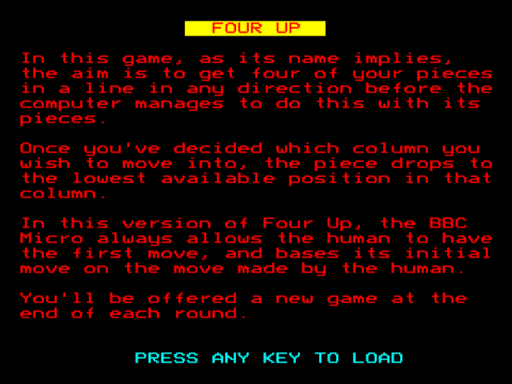 FOUR UP
In this game, as its name implies,
the aim is to get four of your pieces
in a line in any direction before the
computer manages to do this with its
pieces.
Once you've decided which column you
wish to move into, the piece drops to
the lowest available position in that
column.
In this version of Four Up, the BBC
Micro always allows the human to have
the first move, and bases its initial
move on the move made by the human.
You'll be offered a new game at the
end of each round.
PRESS ANY KEY TO LOAD